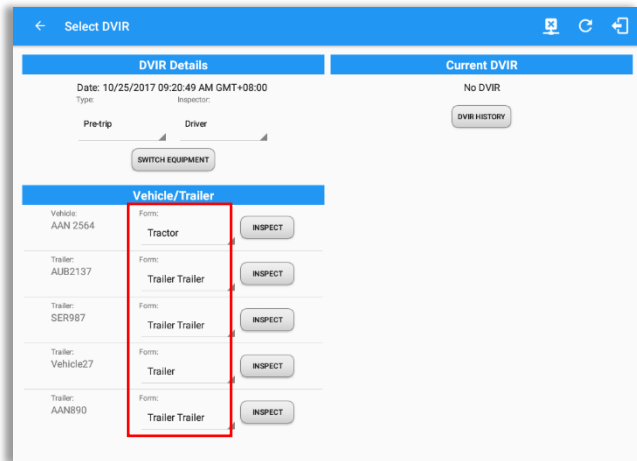 Select DVIR
DVIR Details
Date: 10/25/2017 09:20:49 AM GMT+08:00
Type: Inspector:
Pre-trip Driver
SWITCH EQUIPMENT
Vehicle/Trailer
Vehicle: Form:
AAN 2564 Tractor INSPECT
Trailer: Form:
AUB2137 Trailer Trailer INSPECT
Trailer: Form:
SER987 Trailer Trailer INSPECT
Trailer: Form:
Vehicle27 Trailer INSPECT
Trailer: Form:
AAN890 Trailer Trailer INSPECT
Current DVIR
No DVIR
DVIR HISTORY